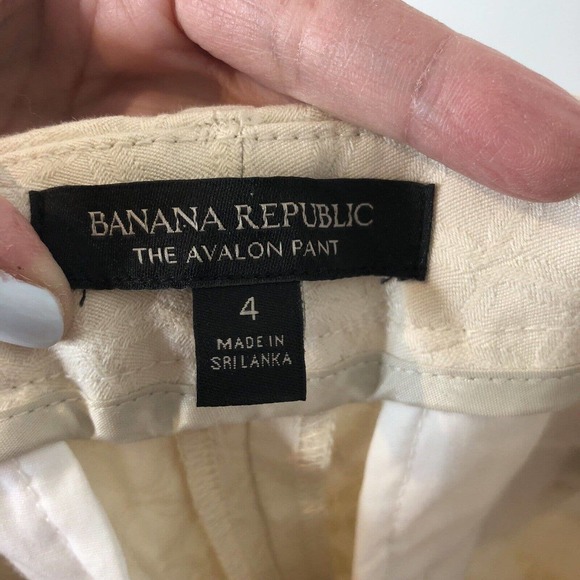 BANANA REPUBLIC
THE AVALON PANT
4
MADE IN
SRI LANKA